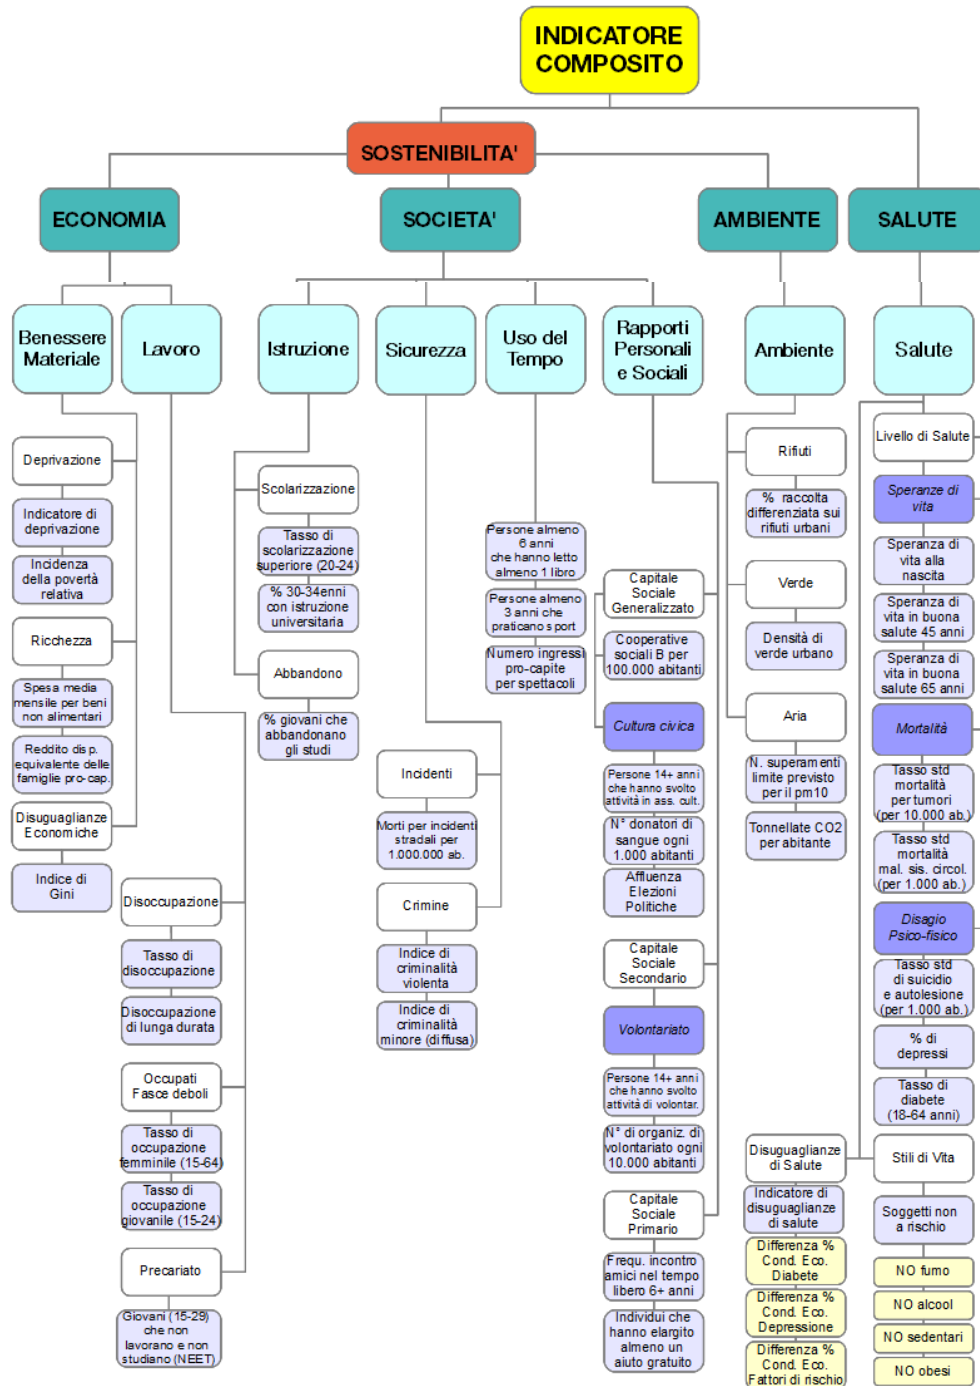 INDICATORE
COMPOSITO
SOSTENIBILITA'
ECONOMIA
SOCIETA'
AMBIENTE
SALUTE
Benessere
Materiale
Lavoro
Istruzione
Sicurezza
Uso del
Tempo
Rapporti
Personali
e Sociali
Ambiente
Salute
Deprivazione
Indicatore di
deprivazione
Incidenza
della povertà
relativa
Ricchezza
Spesa media
mensile per beni
non alimentari
Reddito disp.
equivalente delle
famiglie pro-cap.
Disuguaglianze
Economiche
Indice di
Gini
Disoccupazione
Tasso di
disoccupazione
Disoccupazione
di lunga durata
Occupati
Fasce deboli
Tasso di
occupazione
femminile (15-64)
Tasso di
occupazione
giovanile (15-24)
Precariato
Giovani (15-29)
che non
lavorano e non
studiano (NEET)
Scolarizzazione
Tasso di
scolarizzazione
superiore (20-24)
% 30-34enni
con istruzione
universitaria
Abbandono
% giovani che
abbandonano
gli studi
Incidenti
Morti per incidenti
stradali per
1.000.000 ab.
Crimine
Indice di
criminalità
violenta
Indice di
criminalità
minore (diffusa)
Persone almeno
6 anni
che hanno letto
almeno 1 libro
Persone almeno
3 anni che
praticano sport
Numero ingressi
pro-capite
per spettacoli
Capitale
Sociale
Generalizzato
Cooperative
sociali B per
100.000 abitanti
Cultura civica
Persone 14+ anni
che hanno svolto
attività in ass. cult.
N° donatori di
sangue ogni
1.000 abitanti
Affluenza
Elezioni
Politiche
Capitale
Sociale
Secondario
Volontariato
Persone 14+ anni
che hanno svolto
attività di volontar.
N° di organiz. di
volontariato ogni
10.000 abitanti
Capitale
Sociale
Primario
Frequ. incontro
amici nel tempo
libero 6+ anni
Individui che
hanno elargito
almeno un
aiuto gratuito
Rifiuti
% raccolta
differenziata sui
rifiuti urbani
Verde
Densità di
verde urbano
Aria
N. superamenti
limite previsto
per il pm10
Tonnellate CO2
per abitante
Livello di Salute
Speranze di
vita
Speranza di
vita alla
nascita
Speranza di
vita in buona
salute 45 anni
Speranza di
vita in buona
salute 65 anni
Mortalità
Tasso std
mortalità
per tumori
(per 10.000 ab.)
Tasso std
mortalità
mal. sis. circol.
(per 1.000 ab.)
Disagio
Psico-fisico
Tasso std
di suicidio
e autolesione
(per 1.000 ab.)
% di
depressi
Tasso di
diabete
(18-64 anni)
Disuguaglianze
di Salute
Indicatore di
disuguaglianze
di salute
Differenza %
Cond. Eco.
Diabete
Differenza %
Cond. Eco.
Depressione
Differenza %
Cond. Eco.
Fattori di rischio
Stili di Vita
Soggetti non
a rischio
NO fumo
NO alcool
NO sedentari
NO obesi